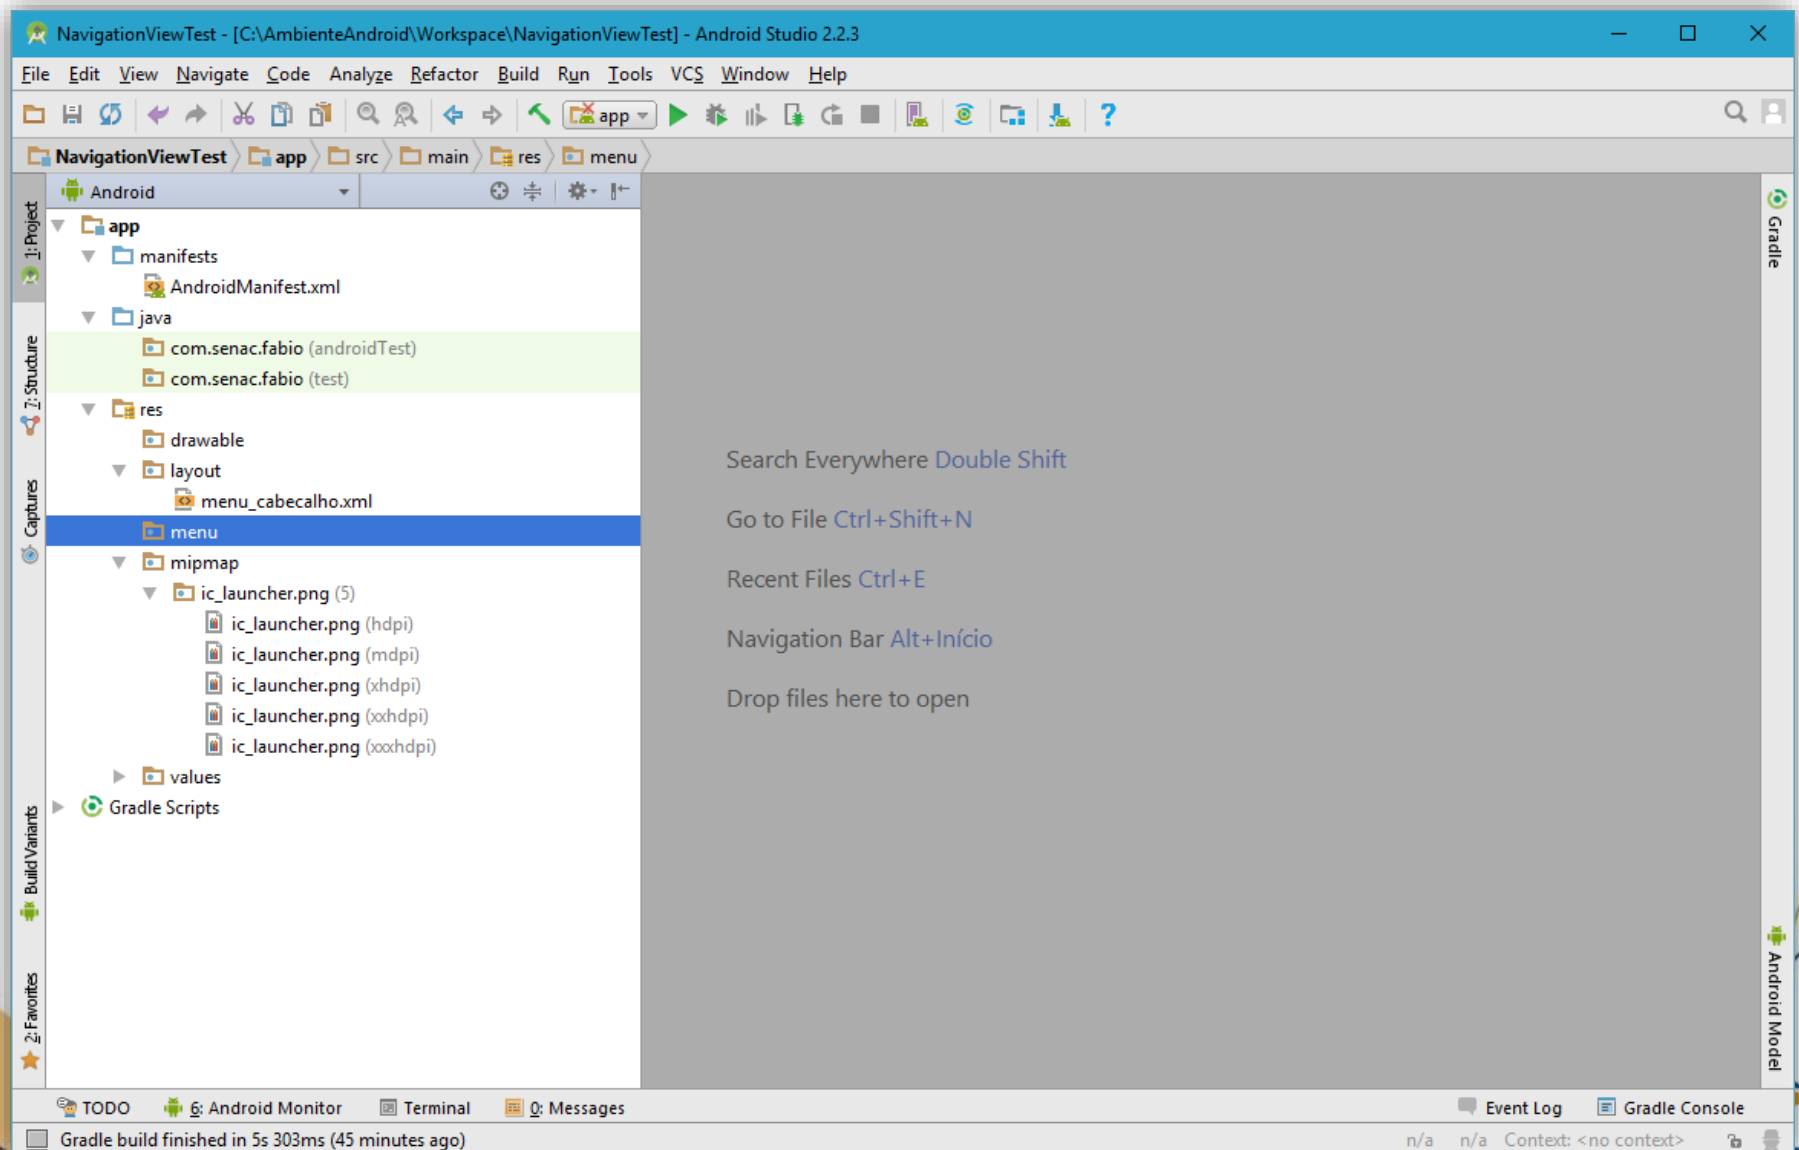 NavigationViewTest - [C:\AmbienteAndroid\Workspace\NavigationViewTest] - Android Studio 2.2.3
File Edit View Navigate Code Analyze Refactor Build Run Tools VCS Window Help
app
NavigationViewTest app src main res menu
Android
1: Project
7: Structure
Captures
Build Variants
2: Favorites
app
manifests
AndroidManifest.xml
java
com.senac.fabio (androidTest)
com.senac.fabio (test)
res
drawable
layout
menu_cabecalho.xml
menu
mipmap
ic_launcher.png (5)
ic_launcher.png (hdpi)
ic_launcher.png (mdpi)
ic_launcher.png (xhdpi)
ic_launcher.png (xxhdpi)
ic_launcher.png (xxxhdpi)
values
Gradle Scripts
Search Everywhere Double Shift
Go to File Ctrl+Shift+N
Recent Files Ctrl+E
Navigation Bar Alt+Início
Drop files here to open
Gradle
Android Model
TODO 6: Android Monitor Terminal 0: Messages Event Log Gradle Console
Gradle build finished in 5s 303ms (45 minutes ago) n/a n/a Context: <no context>